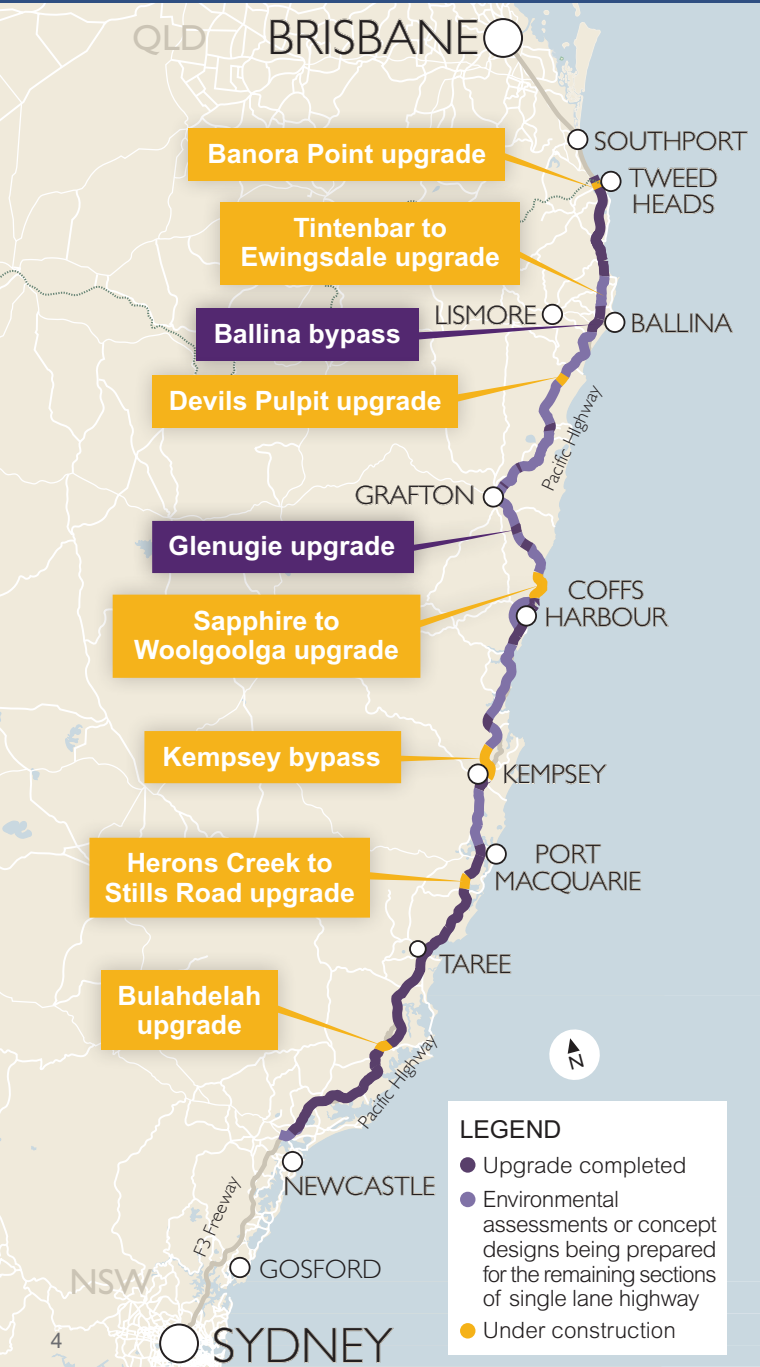 QLD
BRISBANE
SOUTHPORT
Banora Point upgrade
TWEED
HEADS
Tintenbar to
Ewingsdale upgrade
LISMORE
Ballina bypass
BALLINA
Devils Pulpit upgrade
Pacific HIghway
GRAFTON
Glenugie upgrade
COFFS
HARBOUR
Sapphire to
Woolgoolga upgrade
Kempsey bypass
KEMPSEY
Herons Creek to
Stills Road upgrade
PORT
MACQUARIE
TAREE
Bulahdelah
upgrade
N
Pacific HIghway
LEGEND
Upgrade completed
Environmental
assessments or concept
designs being prepared
for the remaining sections
of single lane highway
Under construction
NEWCASTLE
F3 Freeway
GOSFORD
NSW
4
SYDNEY